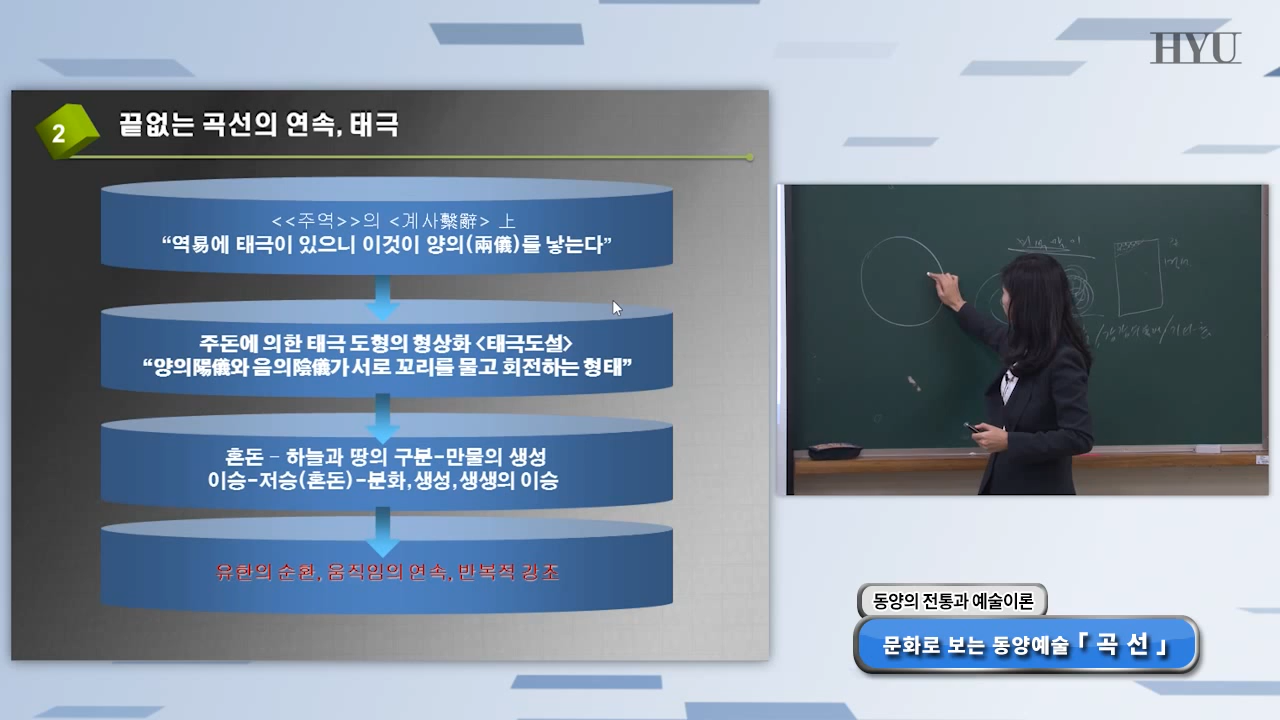 HYU
2
끝없는 곡선의 연속, 태극
<<주역>>의 <계사繫辭> 上
“역易에 태극이 있으니 이것이 양의(兩儀)를 낳는다”
주돈에 의한 태극 도형의 형상화 <태극도설>
“양의陽儀와 음의陰儀가 서로 꼬리를 물고 회전하는 형태”
혼돈 – 하늘과 땅의 구분-만물의 생성
이승-저승(혼돈)-분화,생성,생생의 이승
유한의 순환, 움직임의 연속, 반복적 강조
동양의 전통과 예술이론
문화로 보는 동양예술「 곡 선 」